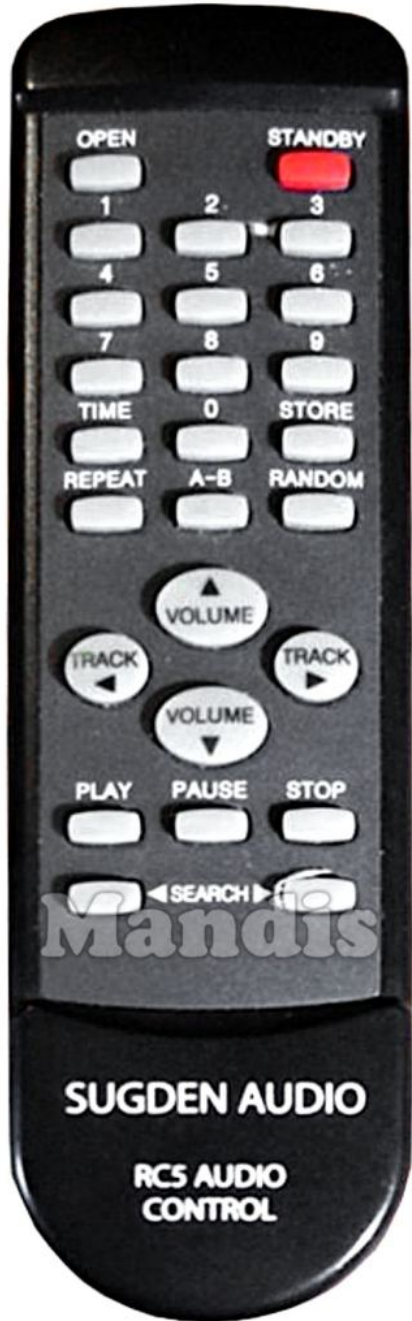 OPEN STANDBY
1 2 3
4 5 6
7 8 9
TIME 0 STORE
REPEAT A-B RANDOM
▲
VOLUME
TRACK TRACK
◀ ▶
VOLUME
▼
PLAY PAUSE STOP
◀SEARCH▶
Mandis
SUGDEN AUDIO
RC5 AUDIO
CONTROL